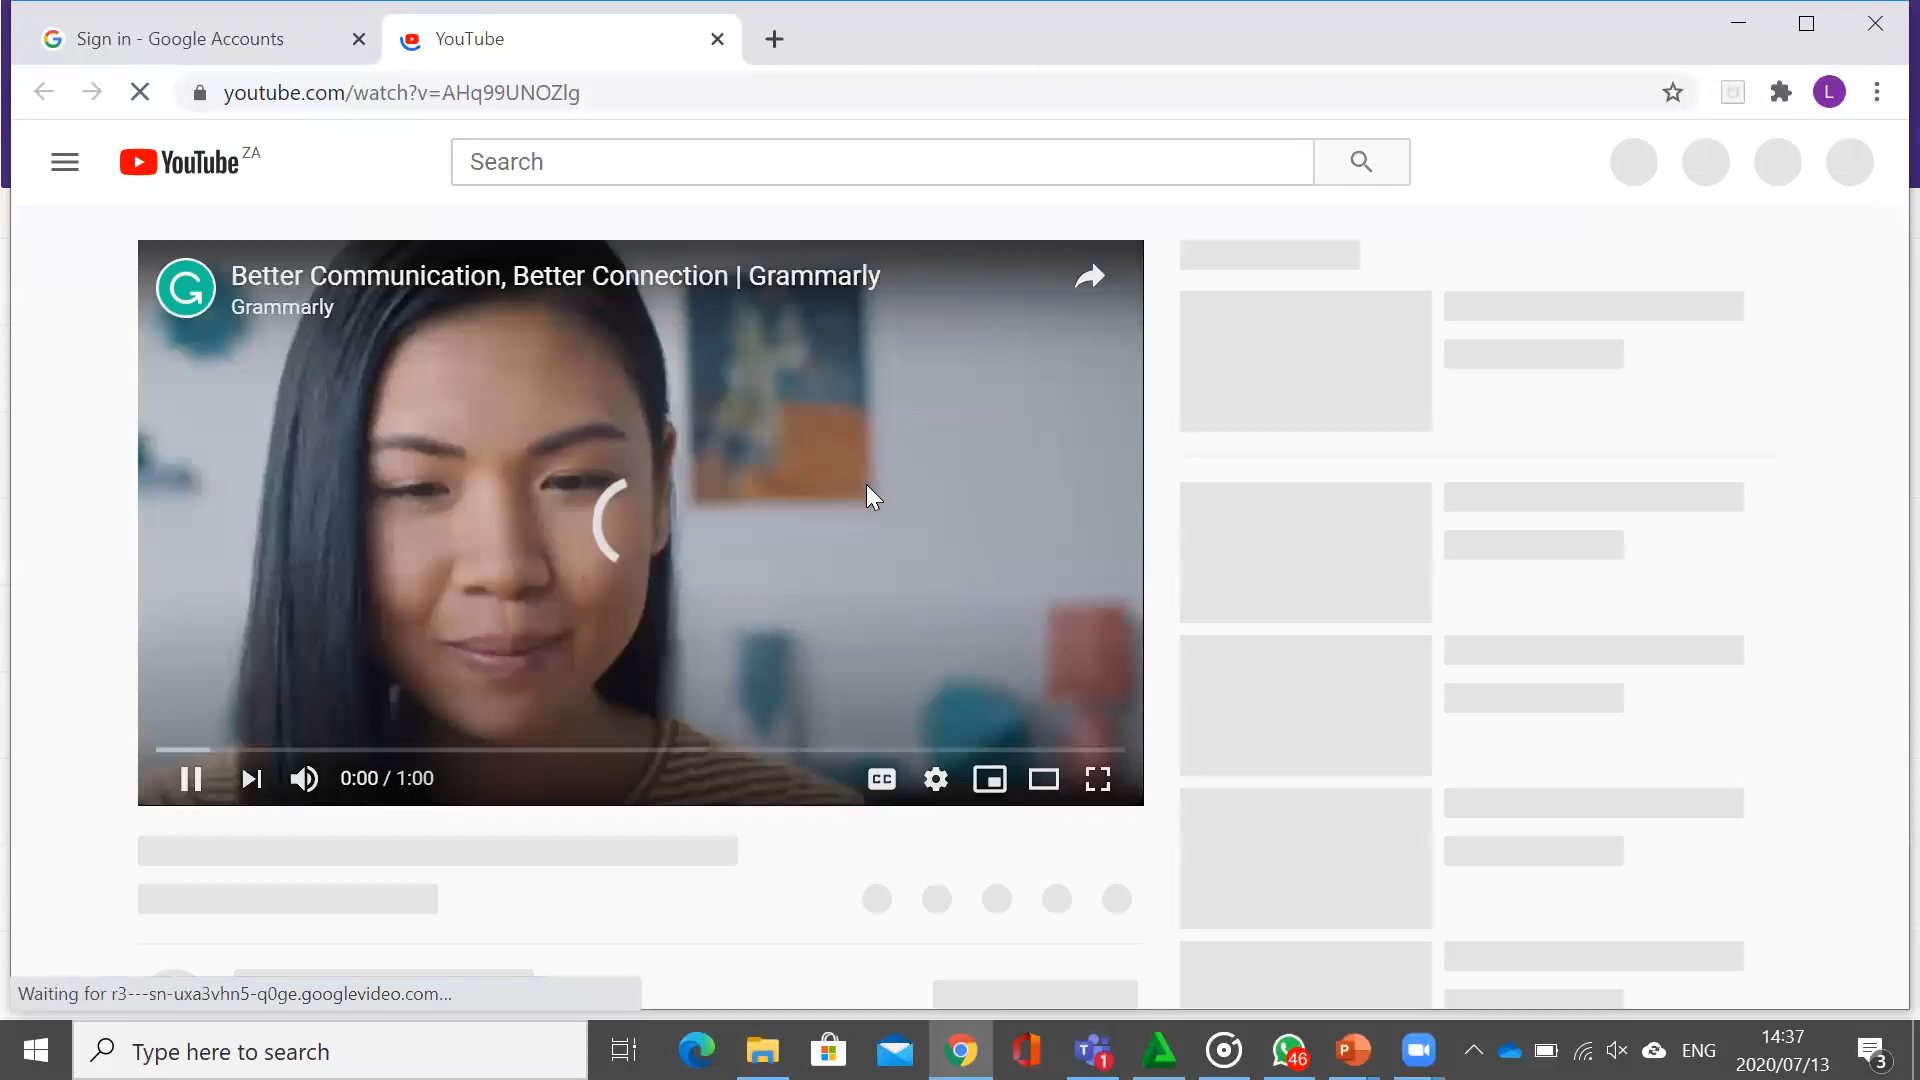 Sign in - Google Accounts
YouTube
youtube.com/watch?v=AHq99UNOZlg
L
YouTube ZA
Search
G
Better Communication, Better Connection | Grammarly
Grammarly
0:00 / 1:00
CC
Waiting for r3---sn-uxa3vhn5-q0ge.googlevideo.com...
Type here to search
T
1
46
P
ENG
14:37
2020/07/13
3